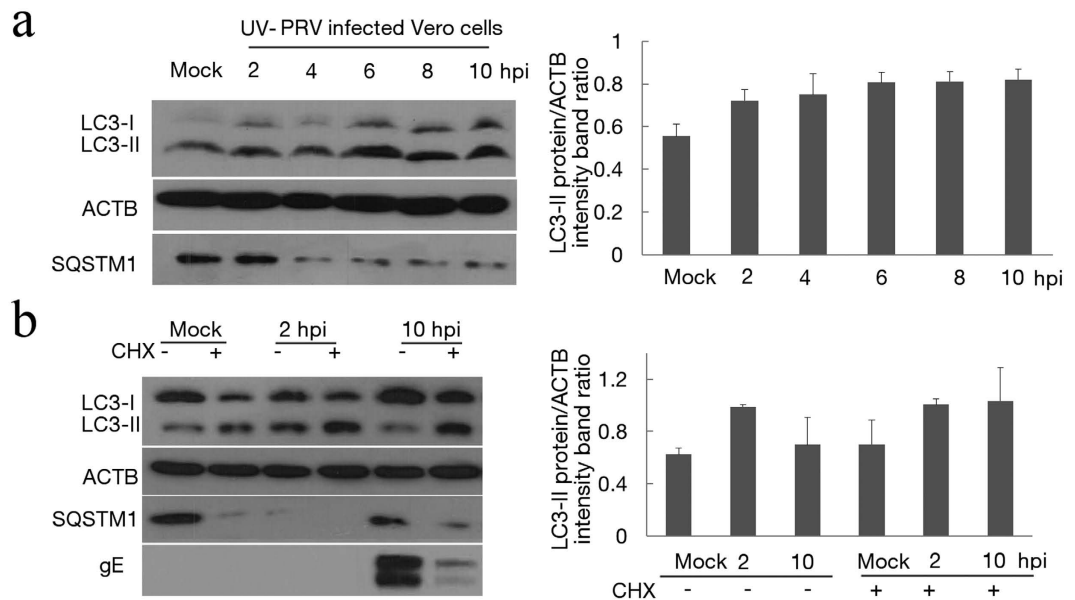 a
UV- PRV infected Vero cells
Mock 2 4 6 8 10 hpi
LC3-I
LC3-II
ACTB
SQSTM1
LC3-II protein/ACTB
intensity band ratio
1
0.8
0.6
0.4
0.2
0
Mock 2 4 6 8 10 hpi
b
Mock 2 hpi 10 hpi
CHX - + - + - +
LC3-I
LC3-II
ACTB
SQSTM1
gE
LC3-II protein/ACTB
intensity band ratio
1.2
0.8
0.4
0
Mock 2 10 Mock 2 10 hpi
CHX - - - + + +